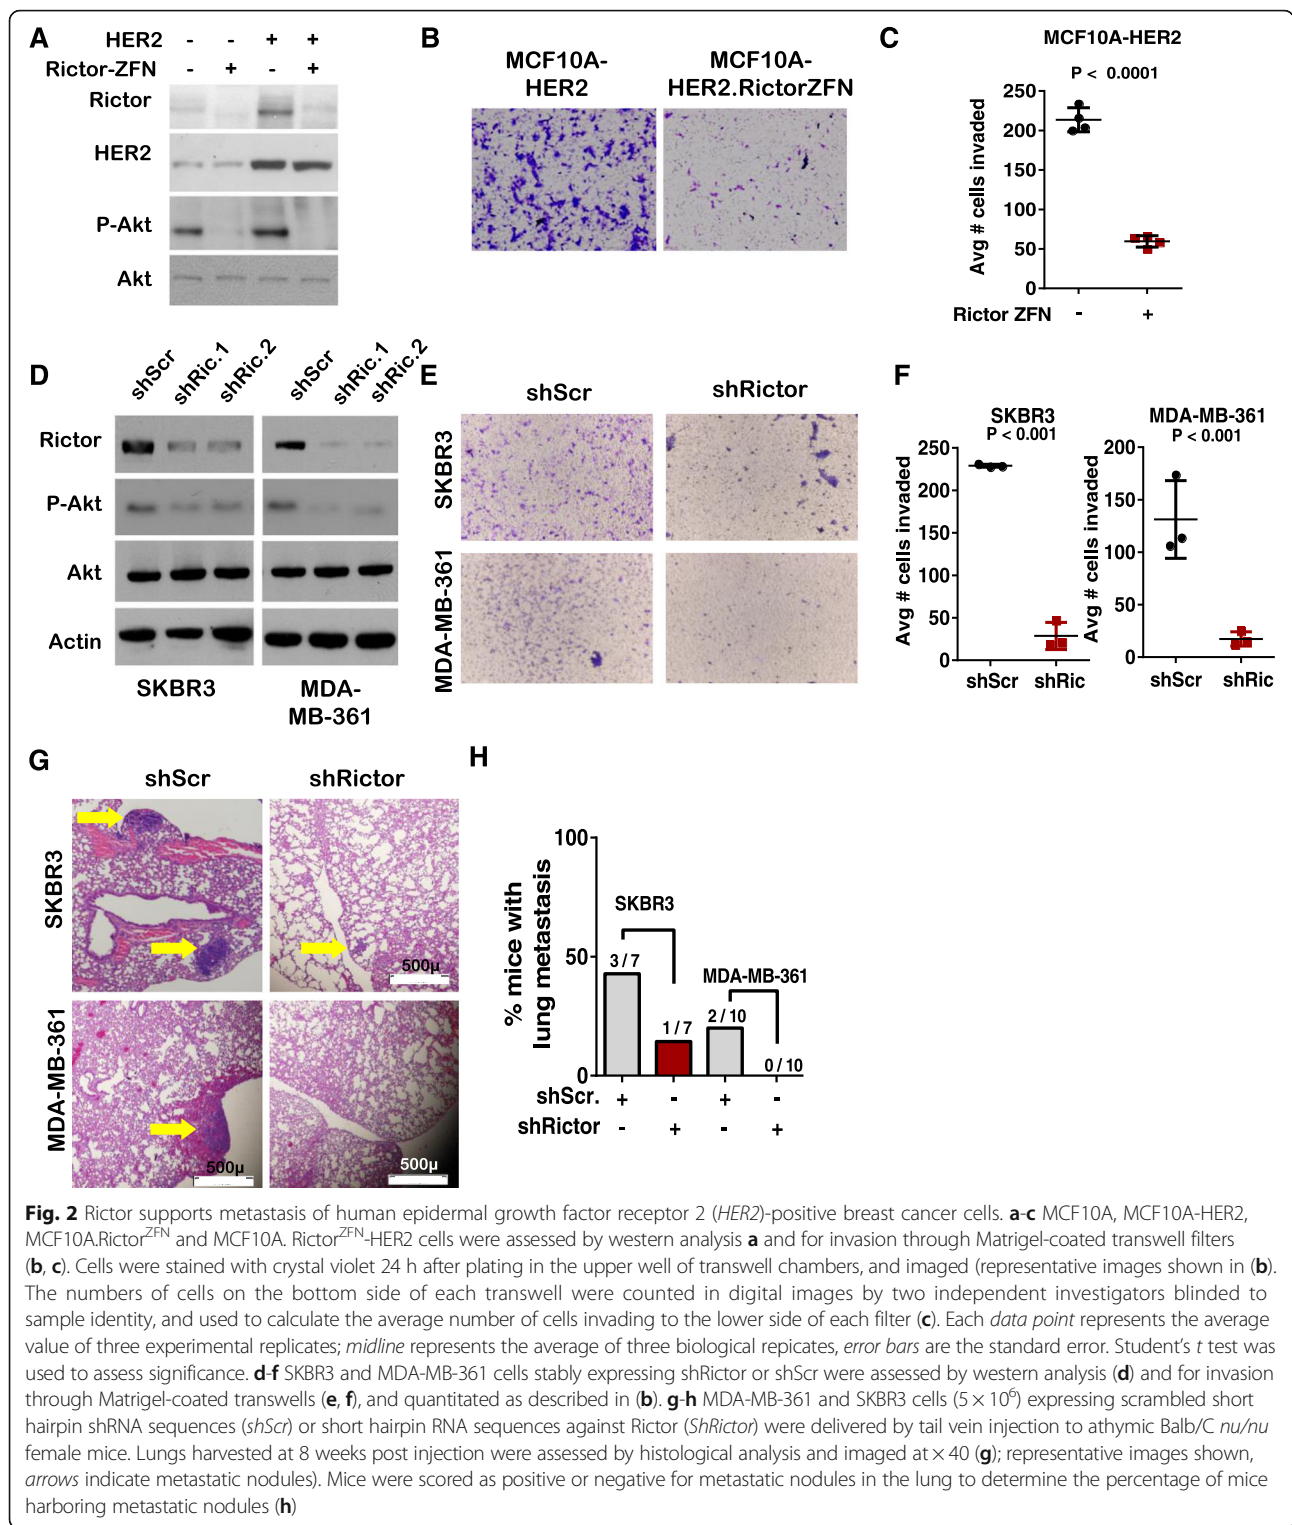 A
HER2 - - + +
Rictor-ZFN - + - +
Rictor
HER2
P-Akt
Akt
B
MCF10A-
HER2
MCF10A-
HER2.RictorZFN
C
MCF10A-HER2
P < 0.0001
Avg # cells invaded
250
200
150
100
50
0
Rictor ZFN - +
D
shScr shRic.1 shRic.2 shScr shRic.1 shRic.2
Rictor
P-Akt
Akt
Actin
SKBR3
MDA-
MB-361
E
shScr shRictor
SKBR3
MDA-MB-361
F
SKBR3
P < 0.001
Avg # cells invaded
250
200
150
100
50
0
shScr shRic
MDA-MB-361
P < 0.001
Avg # cells invaded
200
150
100
50
0
shScr shRic
G
shScr shRictor
SKBR3
500µ
MDA-MB-361
500µ
500µ
H
% mice with
lung metastasis
100
50
0
SKBR3
3 / 7
1 / 7
MDA-MB-361
2 / 10
0 / 10
shScr. + - + -
shRictor - + - +
Fig. 2 Rictor supports metastasis of human epidermal growth factor receptor 2 (HER2)-positive breast cancer cells. a-c MCF10A, MCF10A-HER2,
MCF10A.RictorZFN and MCF10A. RictorZFN-HER2 cells were assessed by western analysis a and for invasion through Matrigel-coated transwell filters
(b, c). Cells were stained with crystal violet 24 h after plating in the upper well of transwell chambers, and imaged (representative images shown in (b).
The numbers of cells on the bottom side of each transwell were counted in digital images by two independent investigators blinded to
sample identity, and used to calculate the average number of cells invading to the lower side of each filter (c). Each data point represents the average
value of three experimental replicates; midline represents the average of three biological repicates, error bars are the standard error. Student's t test was
used to assess significance. d-f SKBR3 and MDA-MB-361 cells stably expressing shRictor or shScr were assessed by western analysis (d) and for invasion
through Matrigel-coated transwells (e, f), and quantitated as described in (b). g-h MDA-MB-361 and SKBR3 cells (5 × 10⁶) expressing scrambled short
hairpin shRNA sequences (shScr) or short hairpin RNA sequences against Rictor (ShRictor) were delivered by tail vein injection to athymic Balb/C nu/nu
female mice. Lungs harvested at 8 weeks post injection were assessed by histological analysis and imaged at × 40 (g); representative images shown,
arrows indicate metastatic nodules). Mice were scored as positive or negative for metastatic nodules in the lung to determine the percentage of mice
harboring metastatic nodules (h)